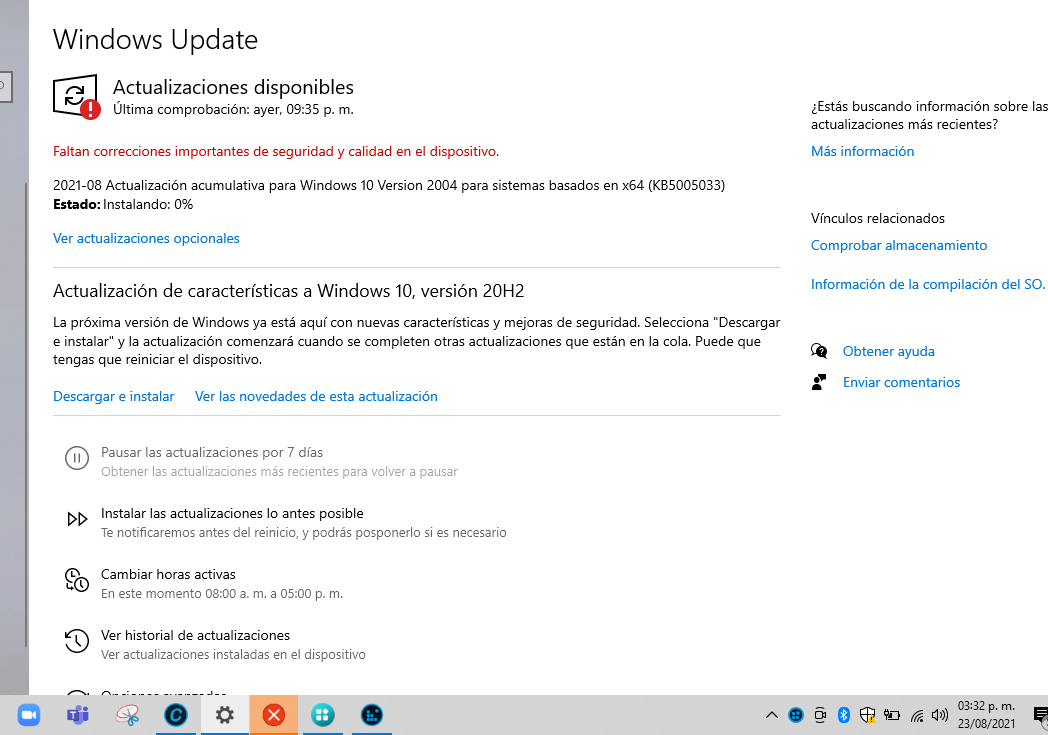 Windows Update
Actualizaciones disponibles
Última comprobación: ayer, 09:35 p. m.
Faltan correcciones importantes de seguridad y calidad en el dispositivo.
2021-08 Actualización acumulativa para Windows 10 Version 2004 para sistemas basados en x64 (KB5005033)
Estado: Instalando: 0%
Ver actualizaciones opcionales
Actualización de características a Windows 10, versión 20H2
La próxima versión de Windows ya está aquí con nuevas características y mejoras de seguridad. Selecciona "Descargar
e instalar" y la actualización comenzará cuando se completen otras actualizaciones que están en la cola. Puede que
tengas que reiniciar el dispositivo.
Descargar e instalar Ver las novedades de esta actualización
Pausar las actualizaciones por 7 días
Obtener las actualizaciones más recientes para volver a pausar
Instalar las actualizaciones lo antes posible
Te notificaremos antes del reinicio, y podrás posponerlo si es necesario
Cambiar horas activas
En este momento 08:00 a. m. a 05:00 p. m.
Ver historial de actualizaciones
Ver actualizaciones instaladas en el dispositivo
Opciones avanzadas
¿Estás buscando información sobre las
actualizaciones más recientes?
Más información
Vínculos relacionados
Comprobar almacenamiento
Información de la compilación del SO.
Obtener ayuda
Enviar comentarios
03:32 p. m.
23/08/2021